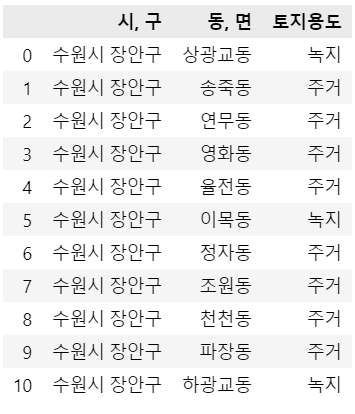 시, 구 동, 면 토지용도
0 수원시 장안구 상광교동 녹지
1 수원시 장안구 송죽동 주거
2 수원시 장안구 연무동 주거
3 수원시 장안구 영화동 주거
4 수원시 장안구 율전동 주거
5 수원시 장안구 이목동 녹지
6 수원시 장안구 정자동 주거
7 수원시 장안구 조원동 주거
8 수원시 장안구 천천동 주거
9 수원시 장안구 파장동 주거
10 수원시 장안구 하광교동 녹지